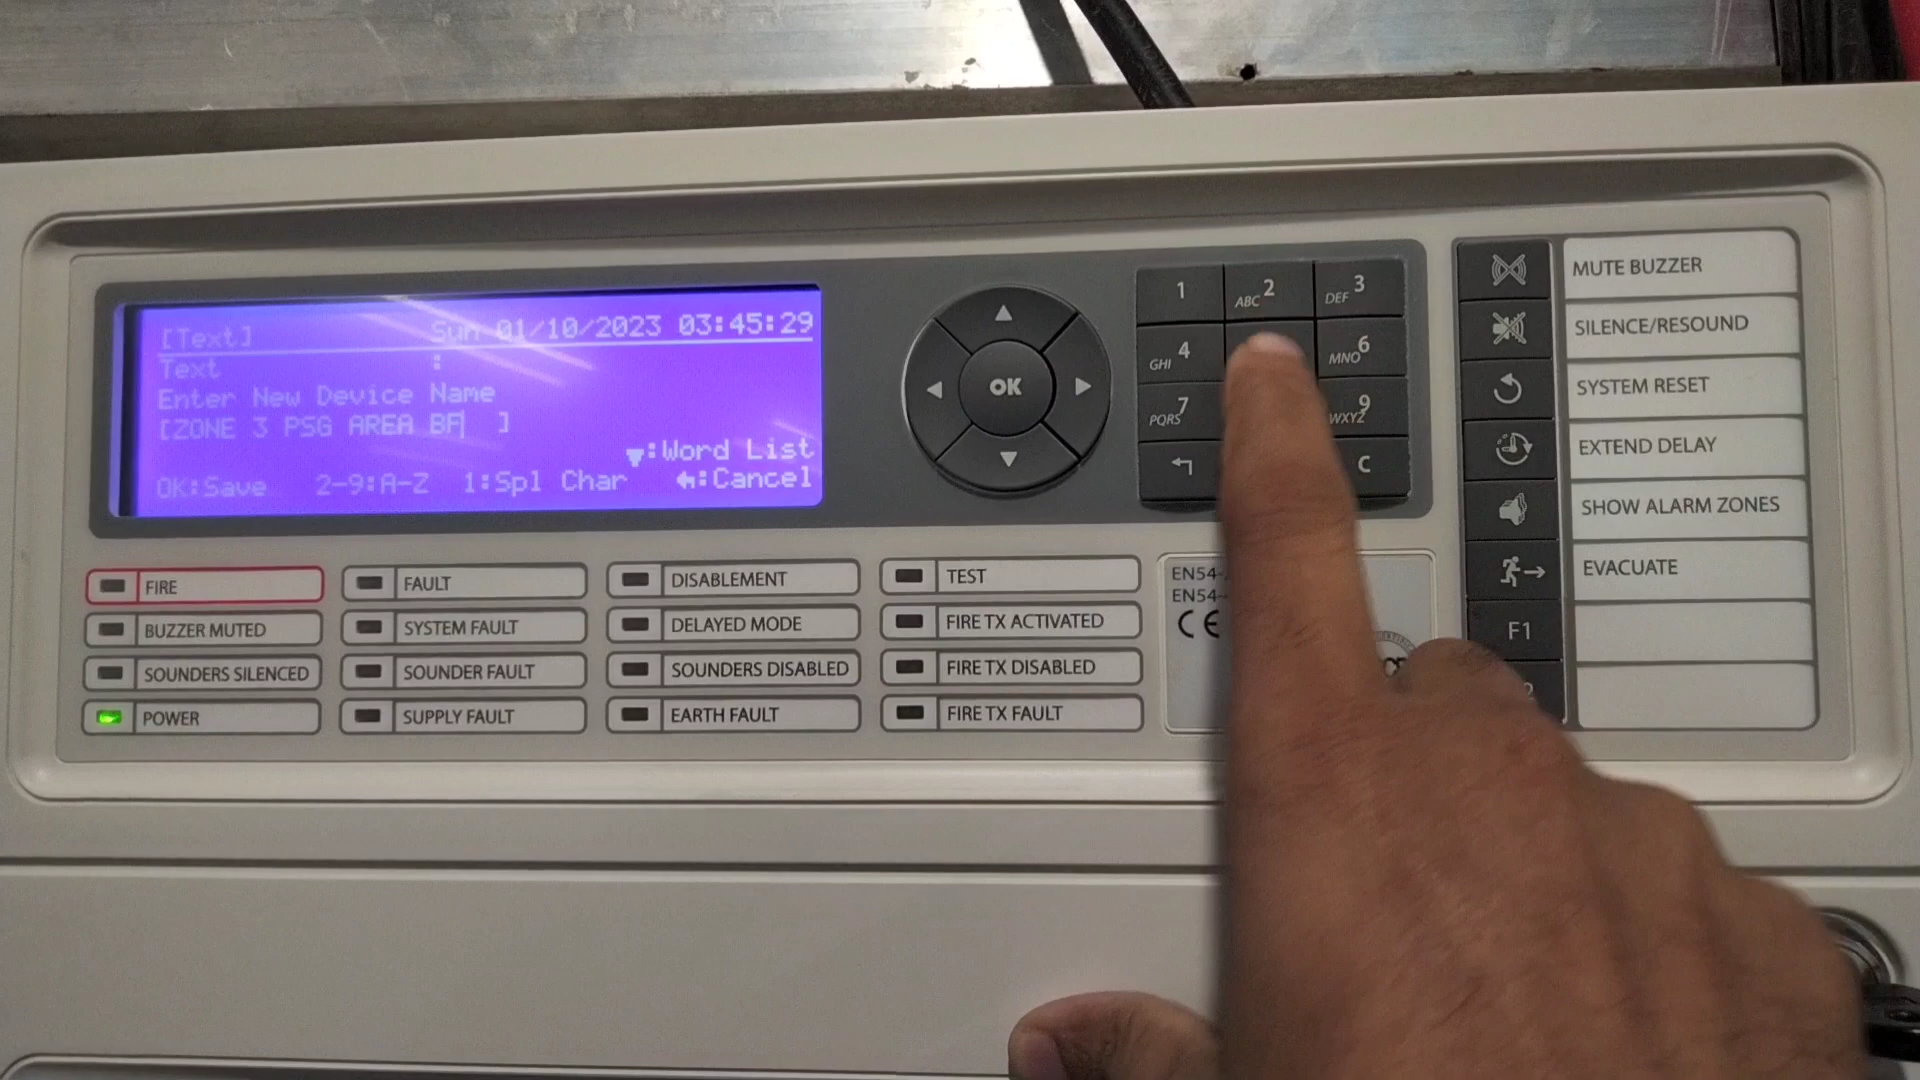 [Text] Sun 01/10/2023 03:45:29
Text :
Enter New Device Name
[ZONE 3 PSG AREA BF ]
:Word List
OK:Save 2-9:A-Z 1:Spl Char :Cancel
OK
1 ABC 2 DEF 3
GHI 4 MNO 6
PQRS 7 WXYZ 9
C
MUTE BUZZER
SILENCE/RESOUND
SYSTEM RESET
EXTEND DELAY
SHOW ALARM ZONES
EVACUATE
F1
FIRE FAULT DISABLEMENT TEST
BUZZER MUTED SYSTEM FAULT DELAYED MODE FIRE TX ACTIVATED
SOUNDERS SILENCED SOUNDER FAULT SOUNDERS DISABLED FIRE TX DISABLED
POWER SUPPLY FAULT EARTH FAULT FIRE TX FAULT
EN54-
EN54-
CE